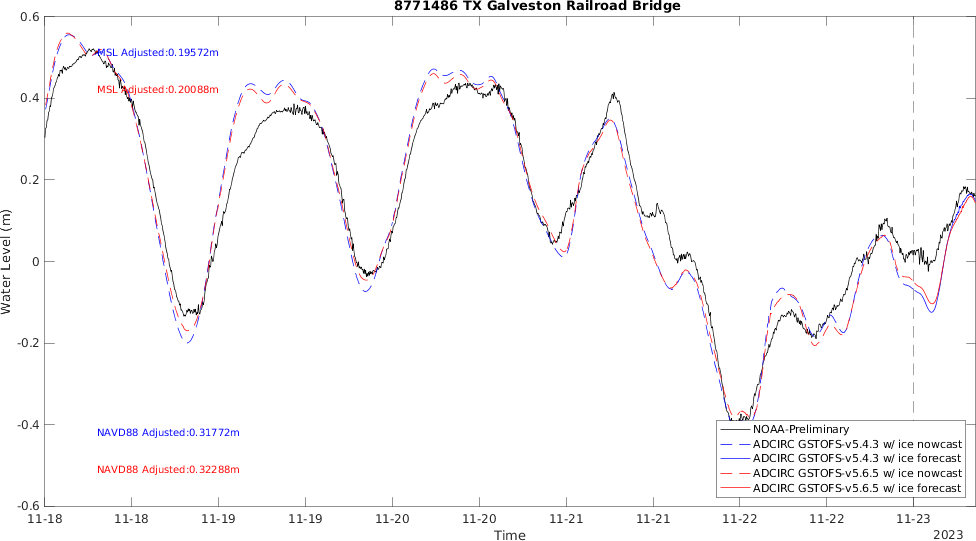 8771486 TX Galveston Railroad Bridge
0.6
0.4
0.2
0
-0.2
-0.4
-0.6
Water Level (m)
MSL Adjusted:0.19572m
MSL Adjusted:0.20088m
NAVD88 Adjusted:0.31772m
NAVD88 Adjusted:0.32288m
NOAA-Preliminary
ADCIRC GSTOFS-v5.4.3 w/ ice nowcast
ADCIRC GSTOFS-v5.4.3 w/ ice forecast
ADCIRC GSTOFS-v5.6.5 w/ ice nowcast
ADCIRC GSTOFS-v5.6.5 w/ ice forecast
11-18 11-18 11-19 11-19 11-20 11-20 11-21 11-21 11-22 11-22 11-23
Time
2023